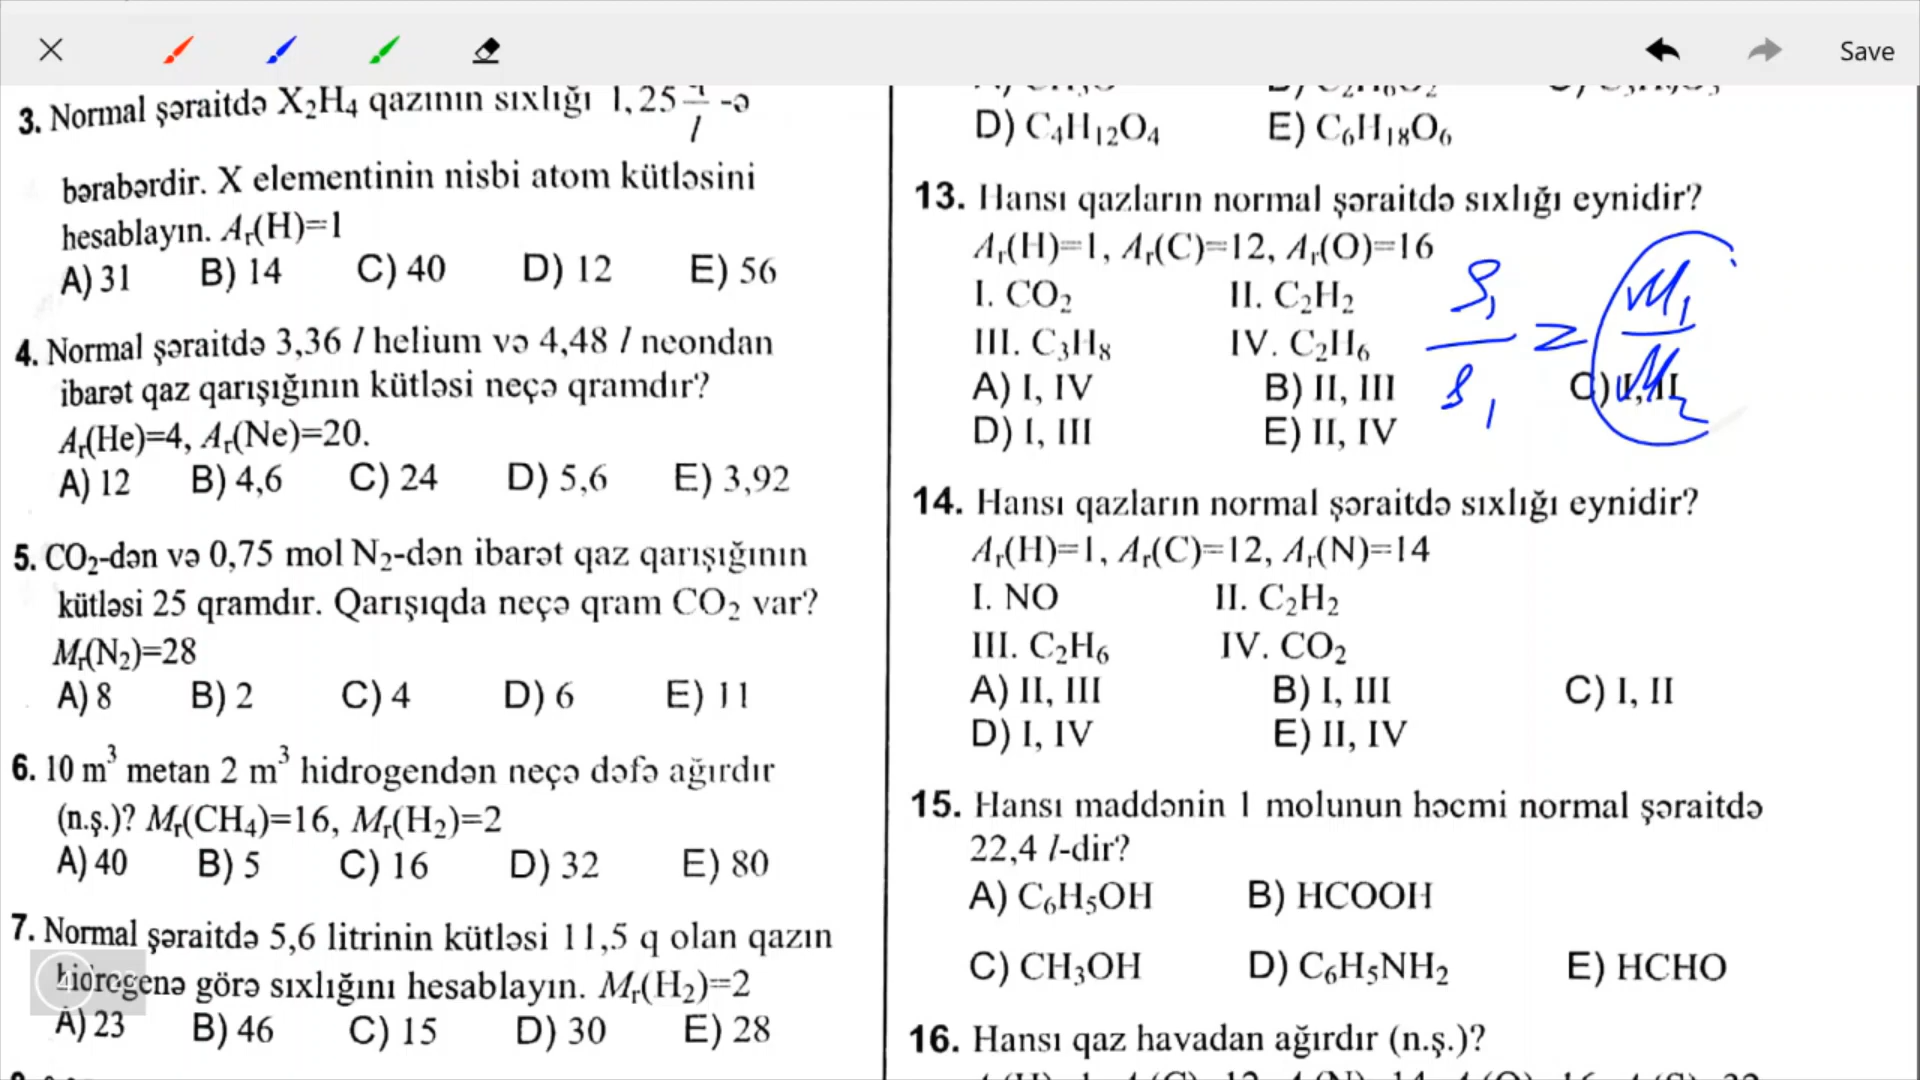 Save
3. Normal şəraitdə X₂H₄ qazının sıxlığı 1,25 -ə
l
bərabərdir. X elementinin nisbi atom kütləsini
hesablayın. Aᵣ(H)=1
A) 31 B) 14 C) 40 D) 12 E) 56
4. Normal şəraitdə 3,36 l helium və 4,48 l neondan
ibarət qaz qarışığının kütləsi neçə qramdır?
Aᵣ(He)=4, Aᵣ(Ne)=20.
A) 12 B) 4,6 C) 24 D) 5,6 E) 3,92
5. CO₂-dən və 0,75 mol N₂-dən ibarət qaz qarışığının
kütləsi 25 qramdır. Qarışıqda neçə qram CO₂ var?
Mᵣ(N₂)=28
A) 8 B) 2 C) 4 D) 6 E) 11
6. 10 m³ metan 2 m³ hidrogendən neçə dəfə ağırdır
(n.ş.)? Mᵣ(CH₄)=16, Mᵣ(H₂)=2
A) 40 B) 5 C) 16 D) 32 E) 80
7. Normal şəraitdə 5,6 litrinin kütləsi 11,5 q olan qazın
hidrogenə görə sıxlığını hesablayın. Mᵣ(H₂)=2
A) 23 B) 46 C) 15 D) 30 E) 28
D) C₄H₁₂O₄ E) C₆H₁₈O₆
13. Hansı qazların normal şəraitdə sıxlığı eynidir?
Aᵣ(H)=1, Aᵣ(C)=12, Aᵣ(O)=16
I. CO₂ II. C₂H₂
III. C₃H₈ IV. C₂H₆
A) I, IV B) II, III C) I, II
D) I, III E) II, IV
14. Hansı qazların normal şəraitdə sıxlığı eynidir?
Aᵣ(H)=1, Aᵣ(C)=12, Aᵣ(N)=14
I. NO II. C₂H₂
III. C₂H₆ IV. CO₂
A) II, III B) I, III C) I, II
D) I, IV E) II, IV
15. Hansı maddənin 1 molunun həcmi normal şəraitdə
22,4 l-dir?
A) C₆H₅OH B) HCOOH
C) CH₃OH D) C₆H₅NH₂ E) HCHO
16. Hansı qaz havadan ağırdır (n.ş.)?